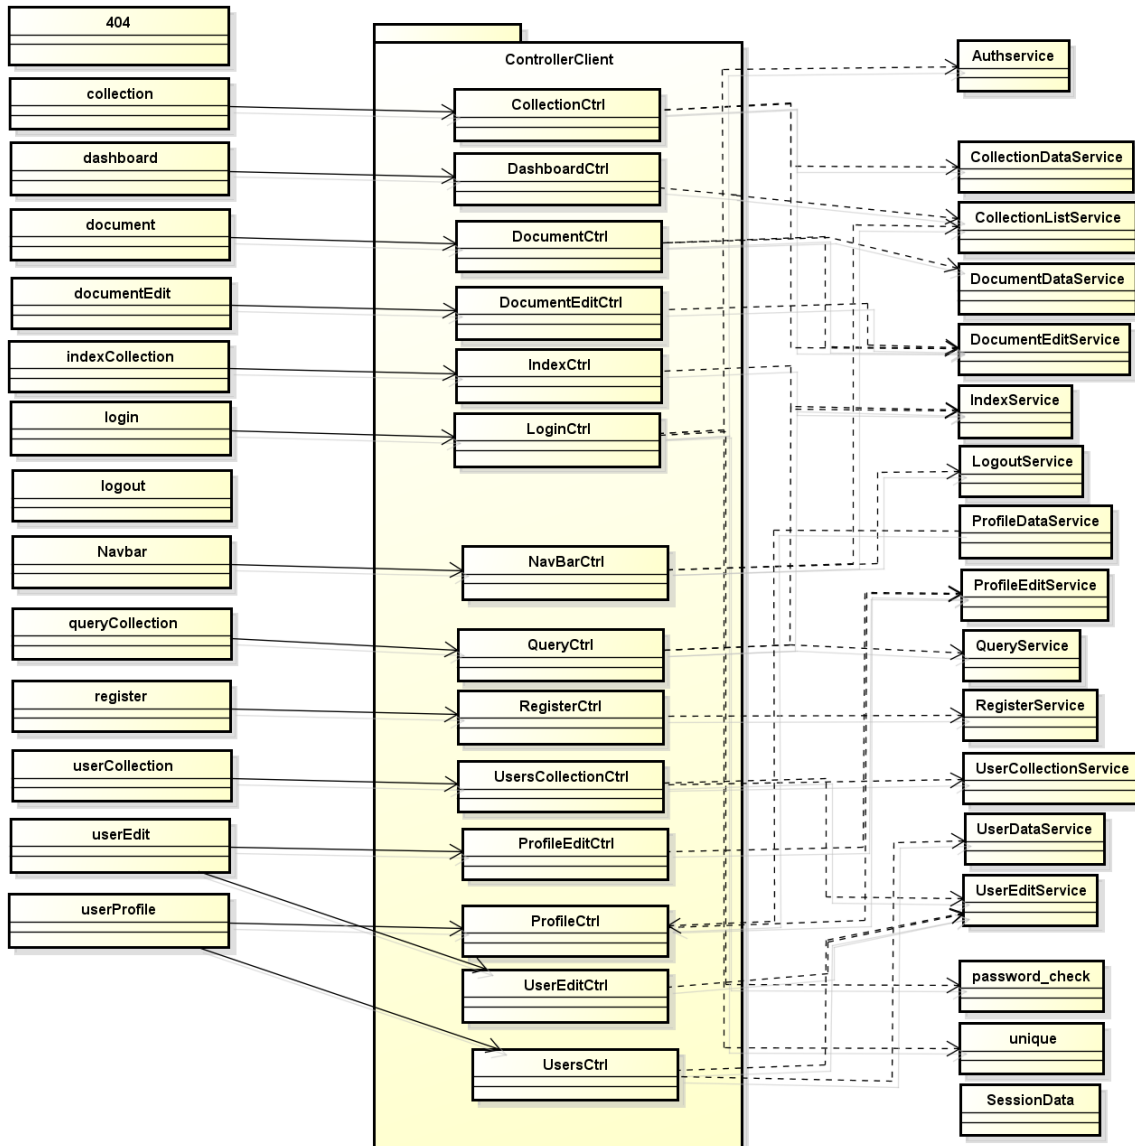 404
collection
dashboard
document
documentEdit
indexCollection
login
logout
Navbar
queryCollection
register
userCollection
userEdit
userProfile
ControllerClient
CollectionCtrl
DashboardCtrl
DocumentCtrl
DocumentEditCtrl
IndexCtrl
LoginCtrl
NavBarCtrl
QueryCtrl
RegisterCtrl
UsersCollectionCtrl
ProfileEditCtrl
ProfileCtrl
UserEditCtrl
UsersCtrl
Authservice
CollectionDataService
CollectionListService
DocumentDataService
DocumentEditService
IndexService
LogoutService
ProfileDataService
ProfileEditService
QueryService
RegisterService
UserCollectionService
UserDataService
UserEditService
password_check
unique
SessionData